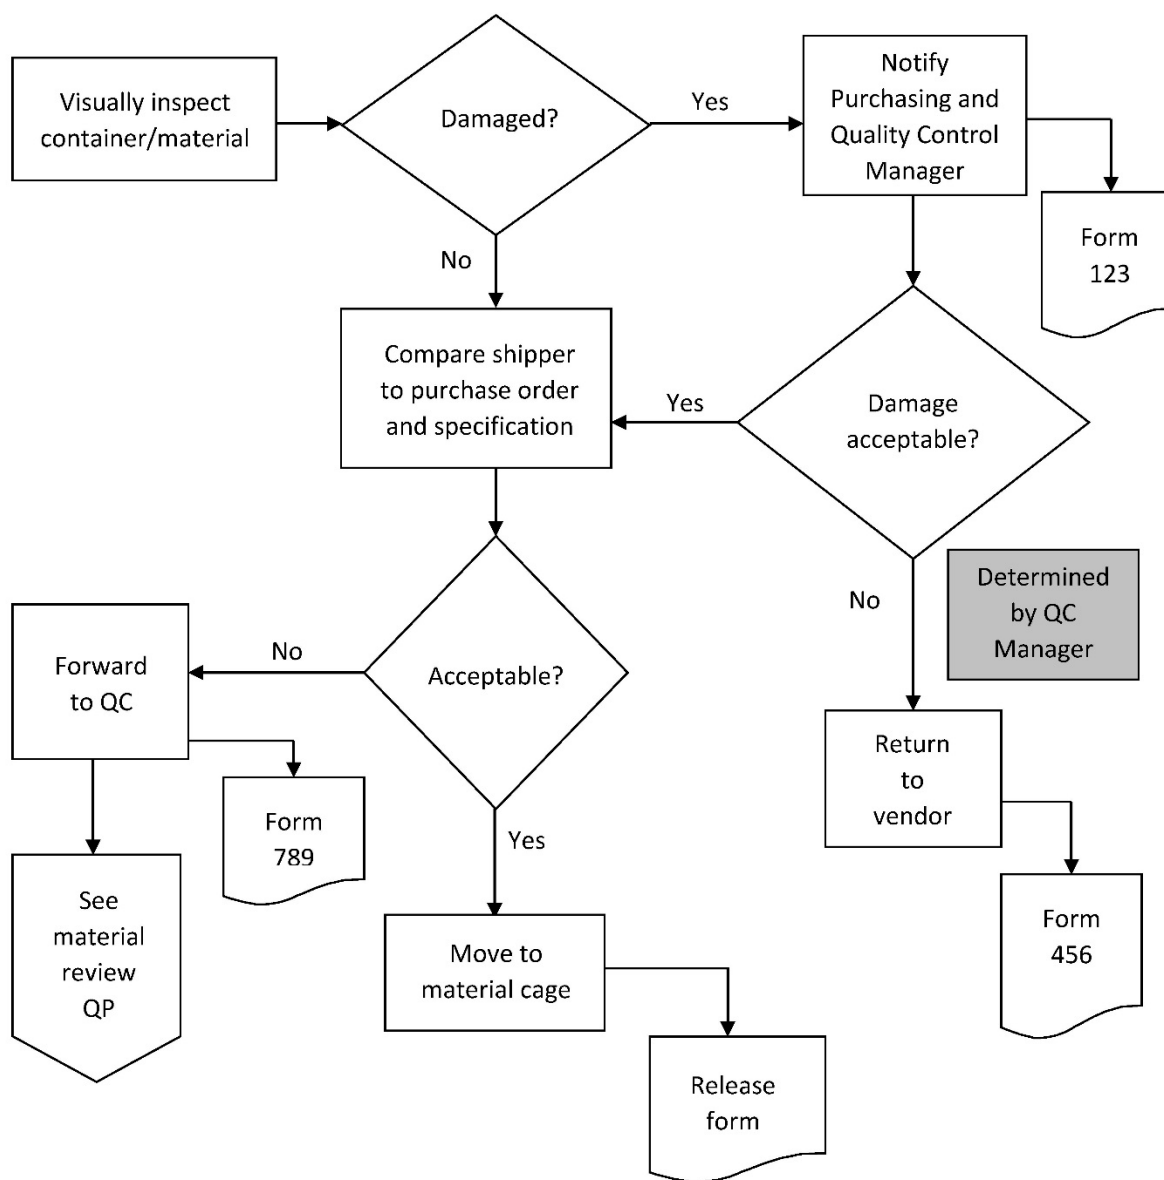 Visually inspect
container/material
Damaged?
Yes
Notify
Purchasing and
Quality Control
Manager
Form
123
No
Compare shipper
to purchase order
and specification
Yes
Damage
acceptable?
No
Determined
by QC
Manager
Forward
to QC
No
Acceptable?
Return
to
vendor
Form
789
Yes
See
material
review
QP
Move to
material cage
Form
456
Release
form